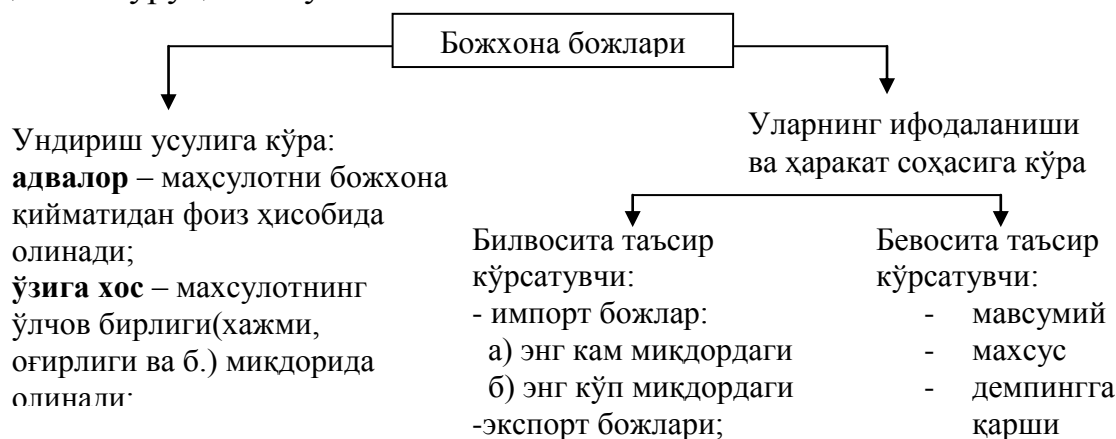 Божхона божлари
Ундириш усулига кўра:
адвалор – маҳсулотни божхона
қийматидан фоиз ҳисобида
олинади;
ўзига хос – махсулотнинг
ўлчов бирлиги(хажми,
оғирлиги ва б.) миқдорида
олинади;
Уларнинг ифодаланиши
ва ҳаракат соҳасига кўра
Билвосита таъсир
кўрсатувчи:
- импорт божлар:
а) энг кам миқдордаги
б) энг кўп миқдордаги
-экспорт божлари;
Бевосита таъсир
кўрсатувчи:
- мавсумий
- махсус
- демпингга
қарши